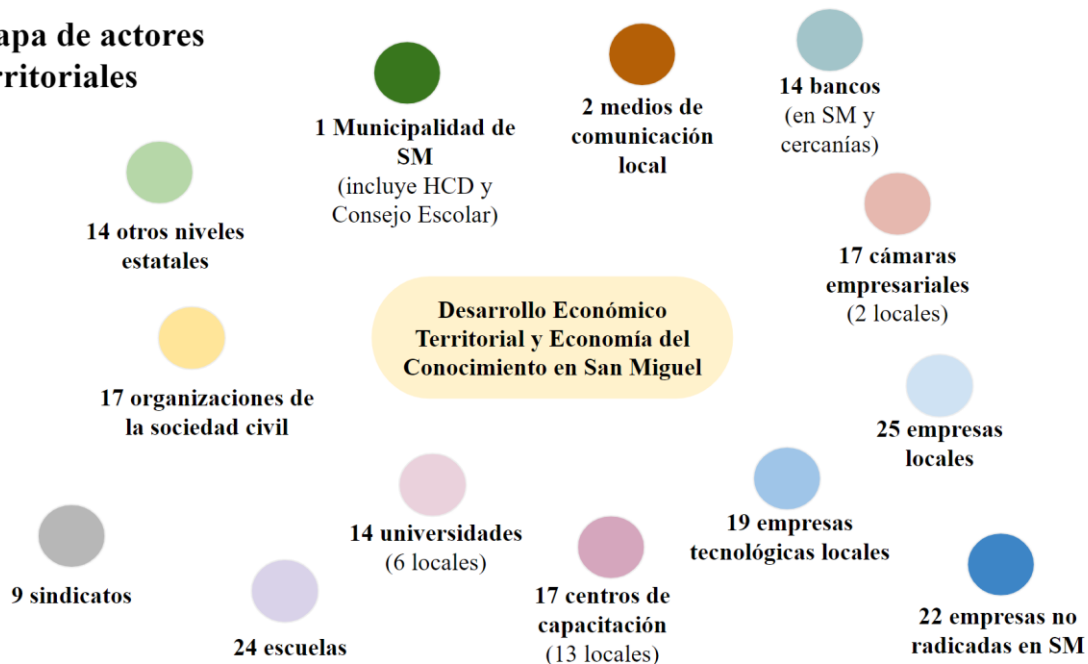 apa de actores
rritoriales
1 Municipalidad de
SM
(incluye HCD y
Consejo Escolar)
2 medios de
comunicación
local
14 bancos
(en SM y
cercanías)
14 otros niveles
estatales
17 cámaras
empresariales
(2 locales)
Desarrollo Económico
Territorial y Economía del
Conocimiento en San Miguel
17 organizaciones de
la sociedad civil
25 empresas
locales
14 universidades
(6 locales)
19 empresas
tecnológicas locales
9 sindicatos
24 escuelas
17 centros de
capacitación
(13 locales)
22 empresas no
radicadas en SM